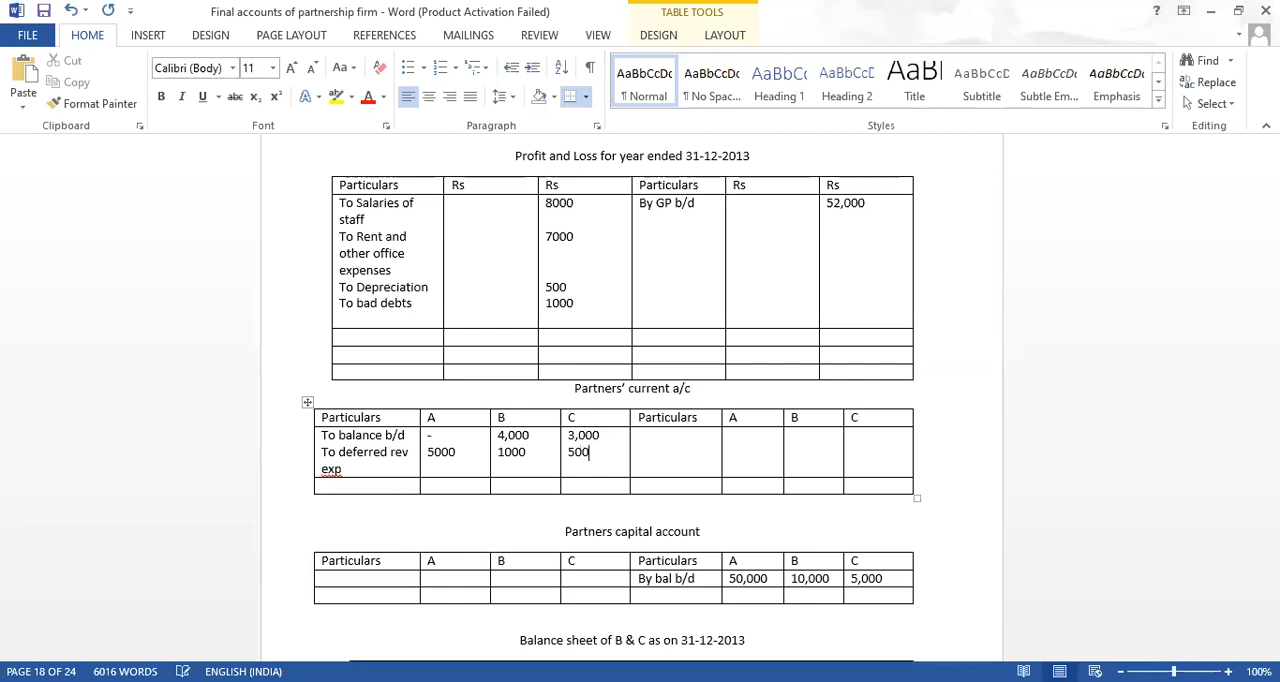 Final accounts of partnership firm - Word (Product Activation Failed)
TABLE TOOLS
FILE HOME INSERT DESIGN PAGE LAYOUT REFERENCES MAILINGS REVIEW VIEW DESIGN LAYOUT
Cut
Copy
Format Painter
Paste
Clipboard
Calibri (Body) 11
Font
Paragraph
AaBbCcDc AaBbCcDc AaBbCc AaBbCcD AaBl AaBbCcD AaBbCcDc AaBbCcDc
¶ Normal ¶ No Spac... Heading 1 Heading 2 Title Subtitle Subtle Em... Emphasis
Styles
Find
Replace
Select
Editing
Profit and Loss for year ended 31-12-2013
Particulars Rs Rs Particulars Rs Rs
To Salaries of 8000 By GP b/d 52,000
staff
To Rent and 7000
other office
expenses
To Depreciation 500
To bad debts 1000
Partners' current a/c
Particulars A B C Particulars A B C
To balance b/d - 4,000 3,000
To deferred rev 5000 1000 500
exp
Partners capital account
Particulars A B C Particulars A B C
By bal b/d 50,000 10,000 5,000
Balance sheet of B & C as on 31-12-2013
PAGE 18 OF 24 6016 WORDS ENGLISH (INDIA) 100%